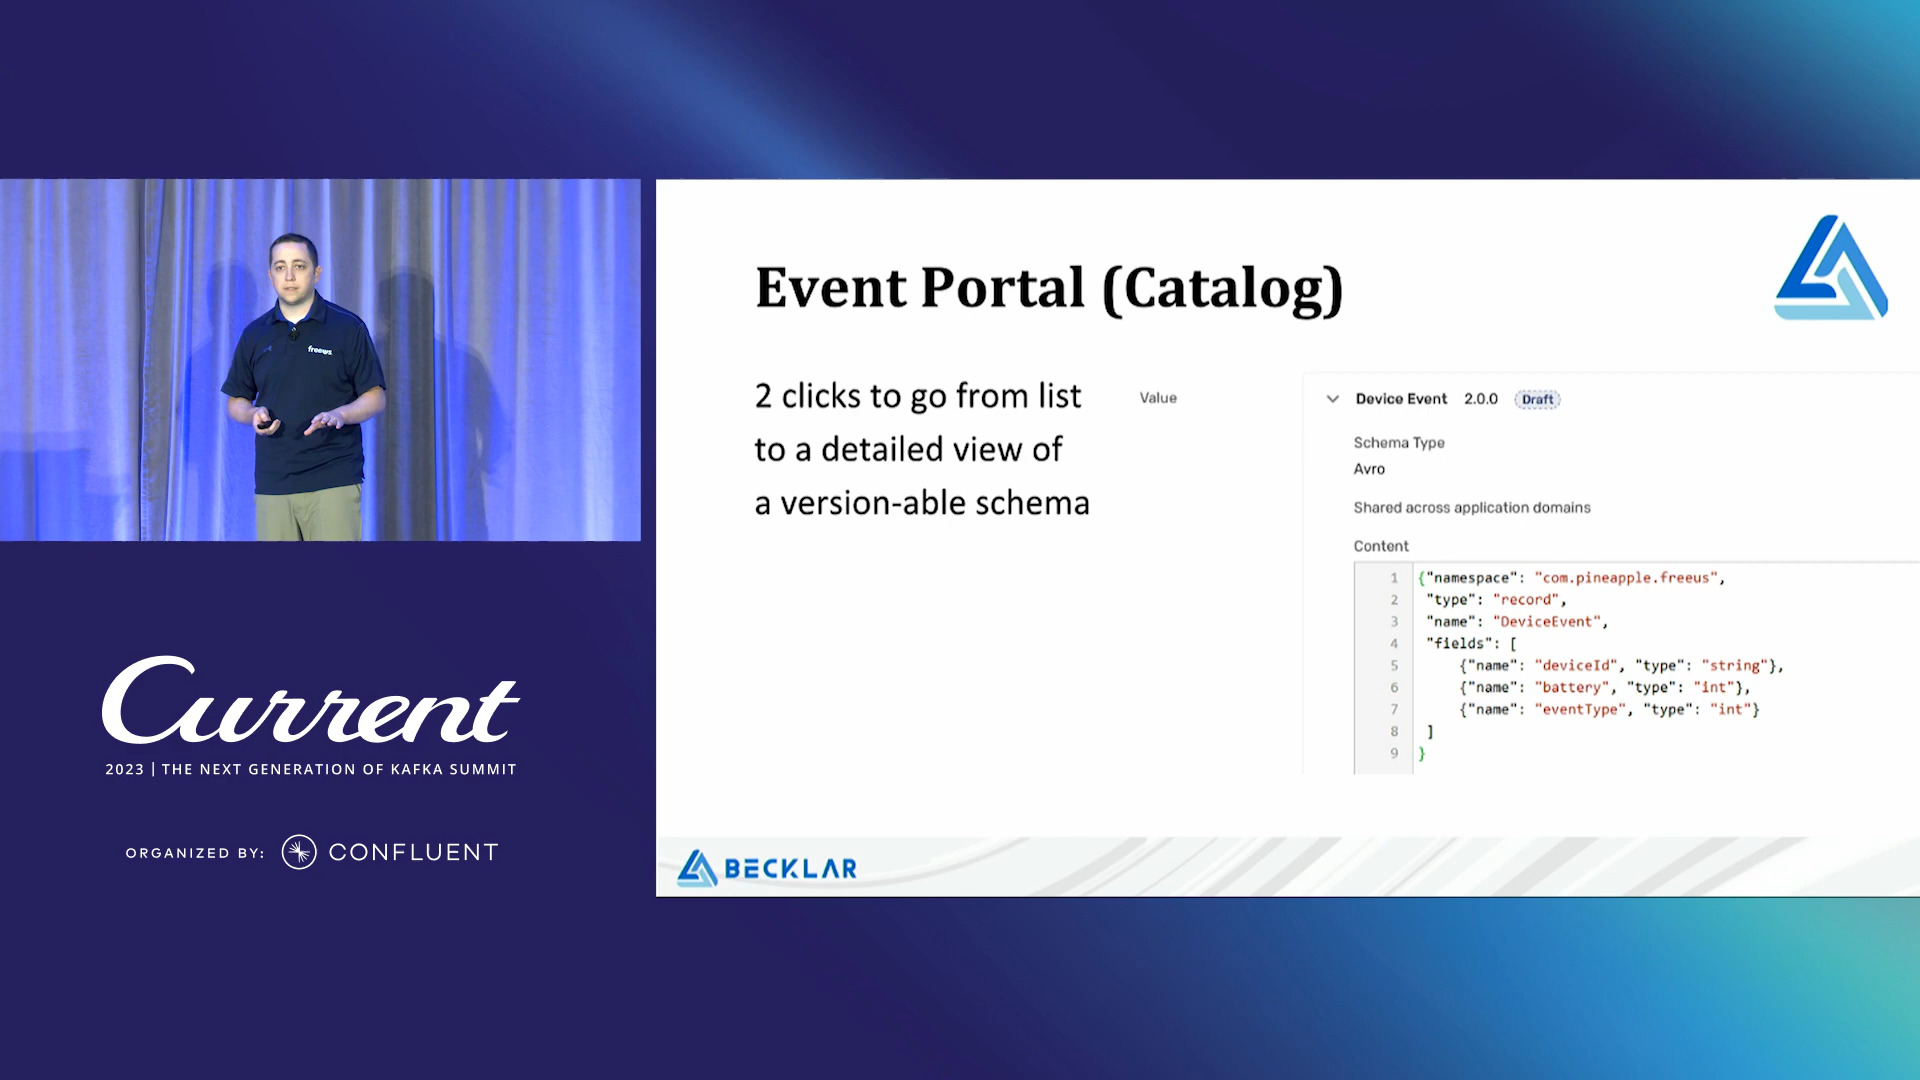 freeus
Current
2023 | THE NEXT GENERATION OF KAFKA SUMMIT
ORGANIZED BY: CONFLUENT
Event Portal (Catalog)
2 clicks to go from list
to a detailed view of
a version-able schema
Value
Device Event 2.0.0 Draft
Schema Type
Avro
Shared across application domains
Content
1 {"namespace": "com.pineapple.freeus",
2 "type": "record",
3 "name": "DeviceEvent",
4 "fields": [
5 {"name": "deviceId", "type": "string"},
6 {"name": "battery", "type": "int"},
7 {"name": "eventType", "type": "int"}
8 ]
9 }
BECKLAR